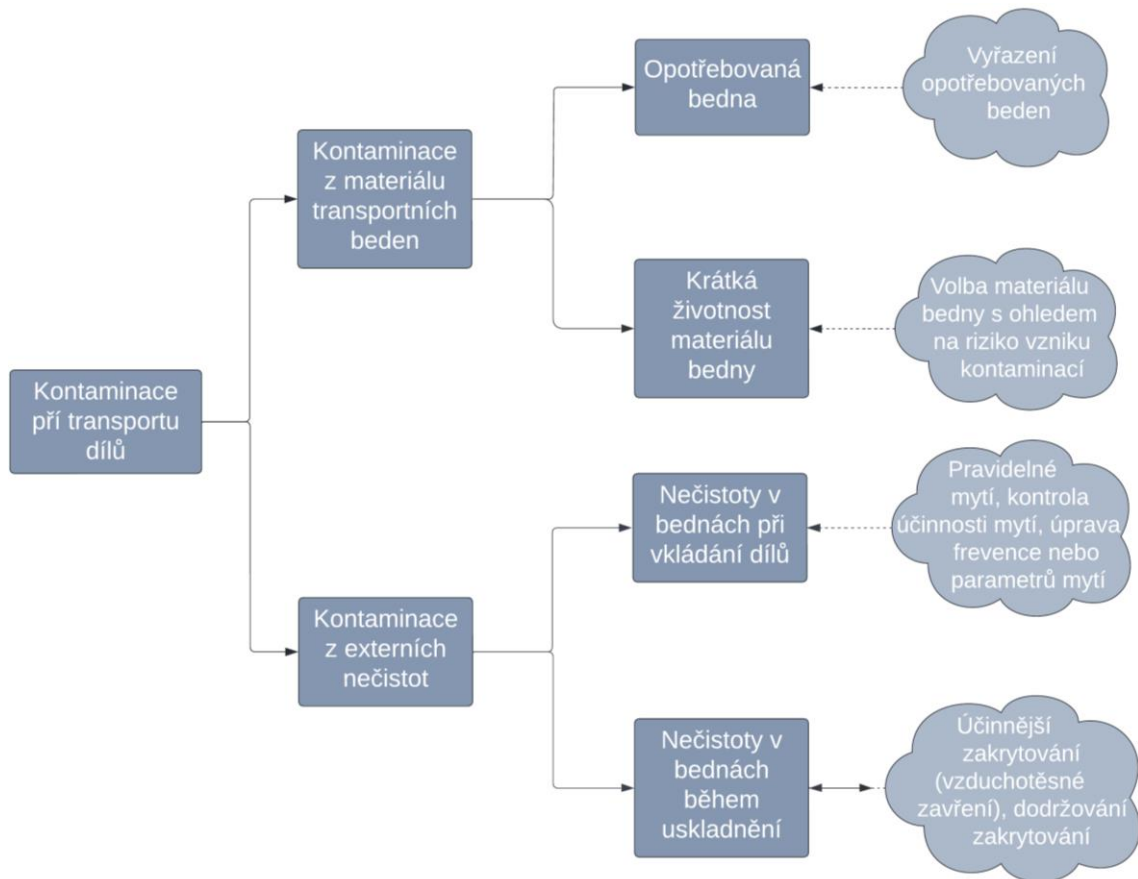 Opotřebovaná
bedna
Vyřazení
opotřebovaných
beden
Kontaminace
z materiálu
transportních
beden
Krátká
životnost
materiálu
bedny
Volba materiálu
bedny s ohledem
na riziko vzniku
kontaminací
Kontaminace
pří transportu
dílů
Nečistoty v
bednách při
vkládání dílů
Pravidelné
mytí, kontrola
účinnosti mytí, úprava
frevence nebo
parametrů mytí
Kontaminace
z externích
nečistot
Nečistoty v
bednách
během
uskladnění
Účinnější
zakrytování
(vzduchotěsné
zavření), dodržování
zakrytování